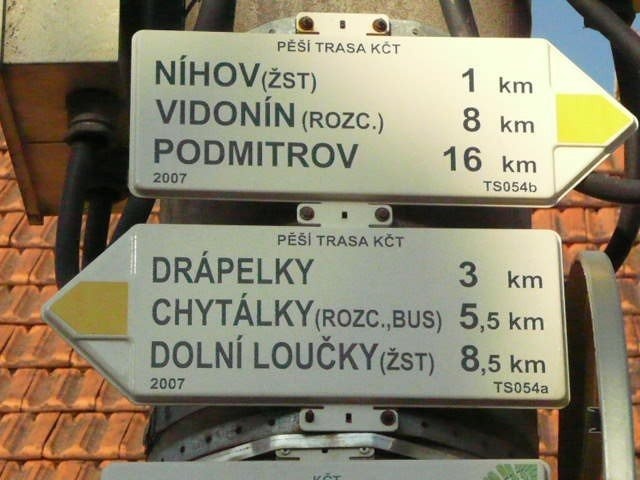 PĚŠÍ TRASA KČT
NÍHOV(ŽST) 1 km
VIDONÍN (ROZC.) 8 km
PODMITROV 16 km
2007 TS054b
PĚŠÍ TRASA KČT
DRÁPELKY 3 km
CHYTÁLKY(ROZC.,BUS) 5,5 km
DOLNÍ LOUČKY(ŽST) 8,5 km
2007 TS054a
KČT